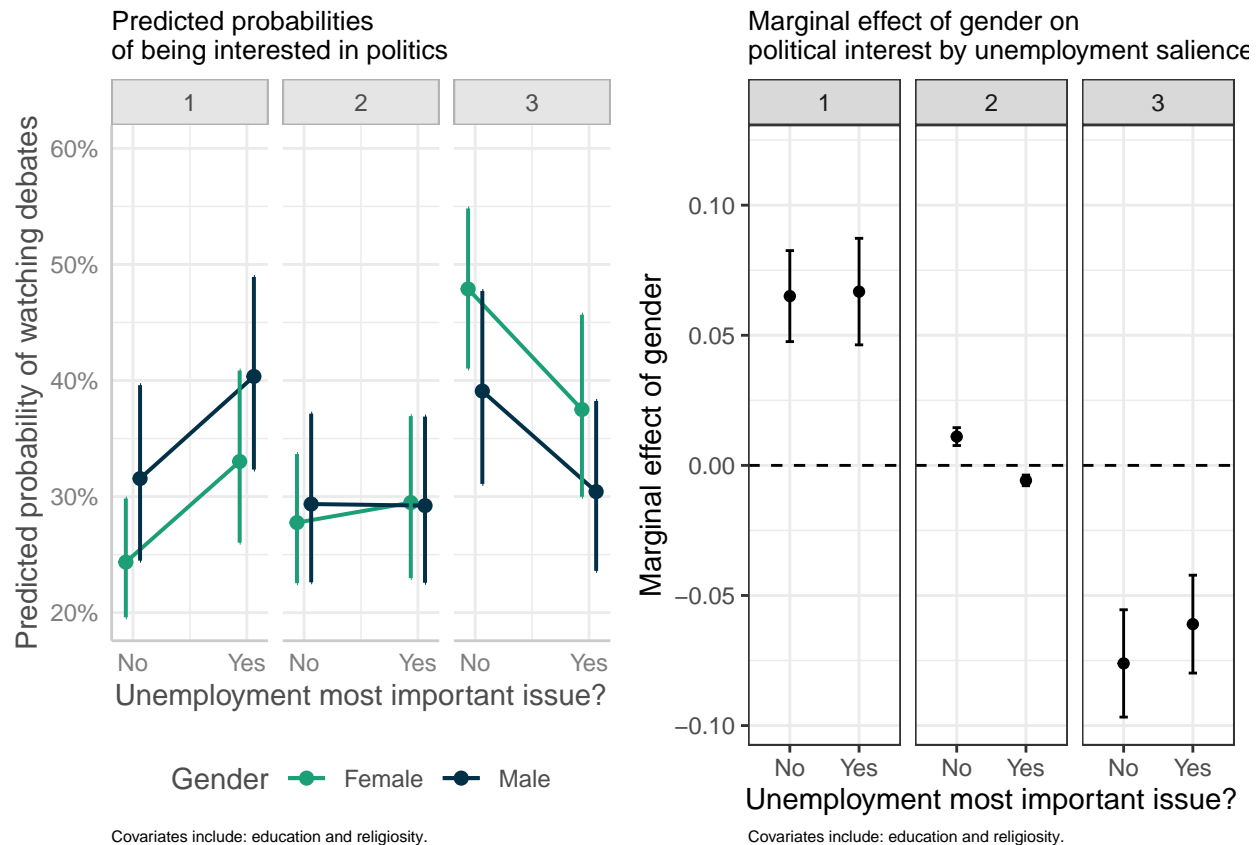 Predicted probabilities
of being interested in politics
1
2
3
Predicted probability of watching debates
60%
50%
40%
30%
20%
No
Yes
No
Yes
No
Yes
Unemployment most important issue?
Gender
Female
Male
Covariates include: education and religiosity.
Marginal effect of gender on
political interest by unemployment salience
1
2
3
Marginal effect of gender
0.10
0.05
0.00
−0.05
−0.10
No
Yes
No
Yes
No
Yes
Unemployment most important issue?
Covariates include: education and religiosity.